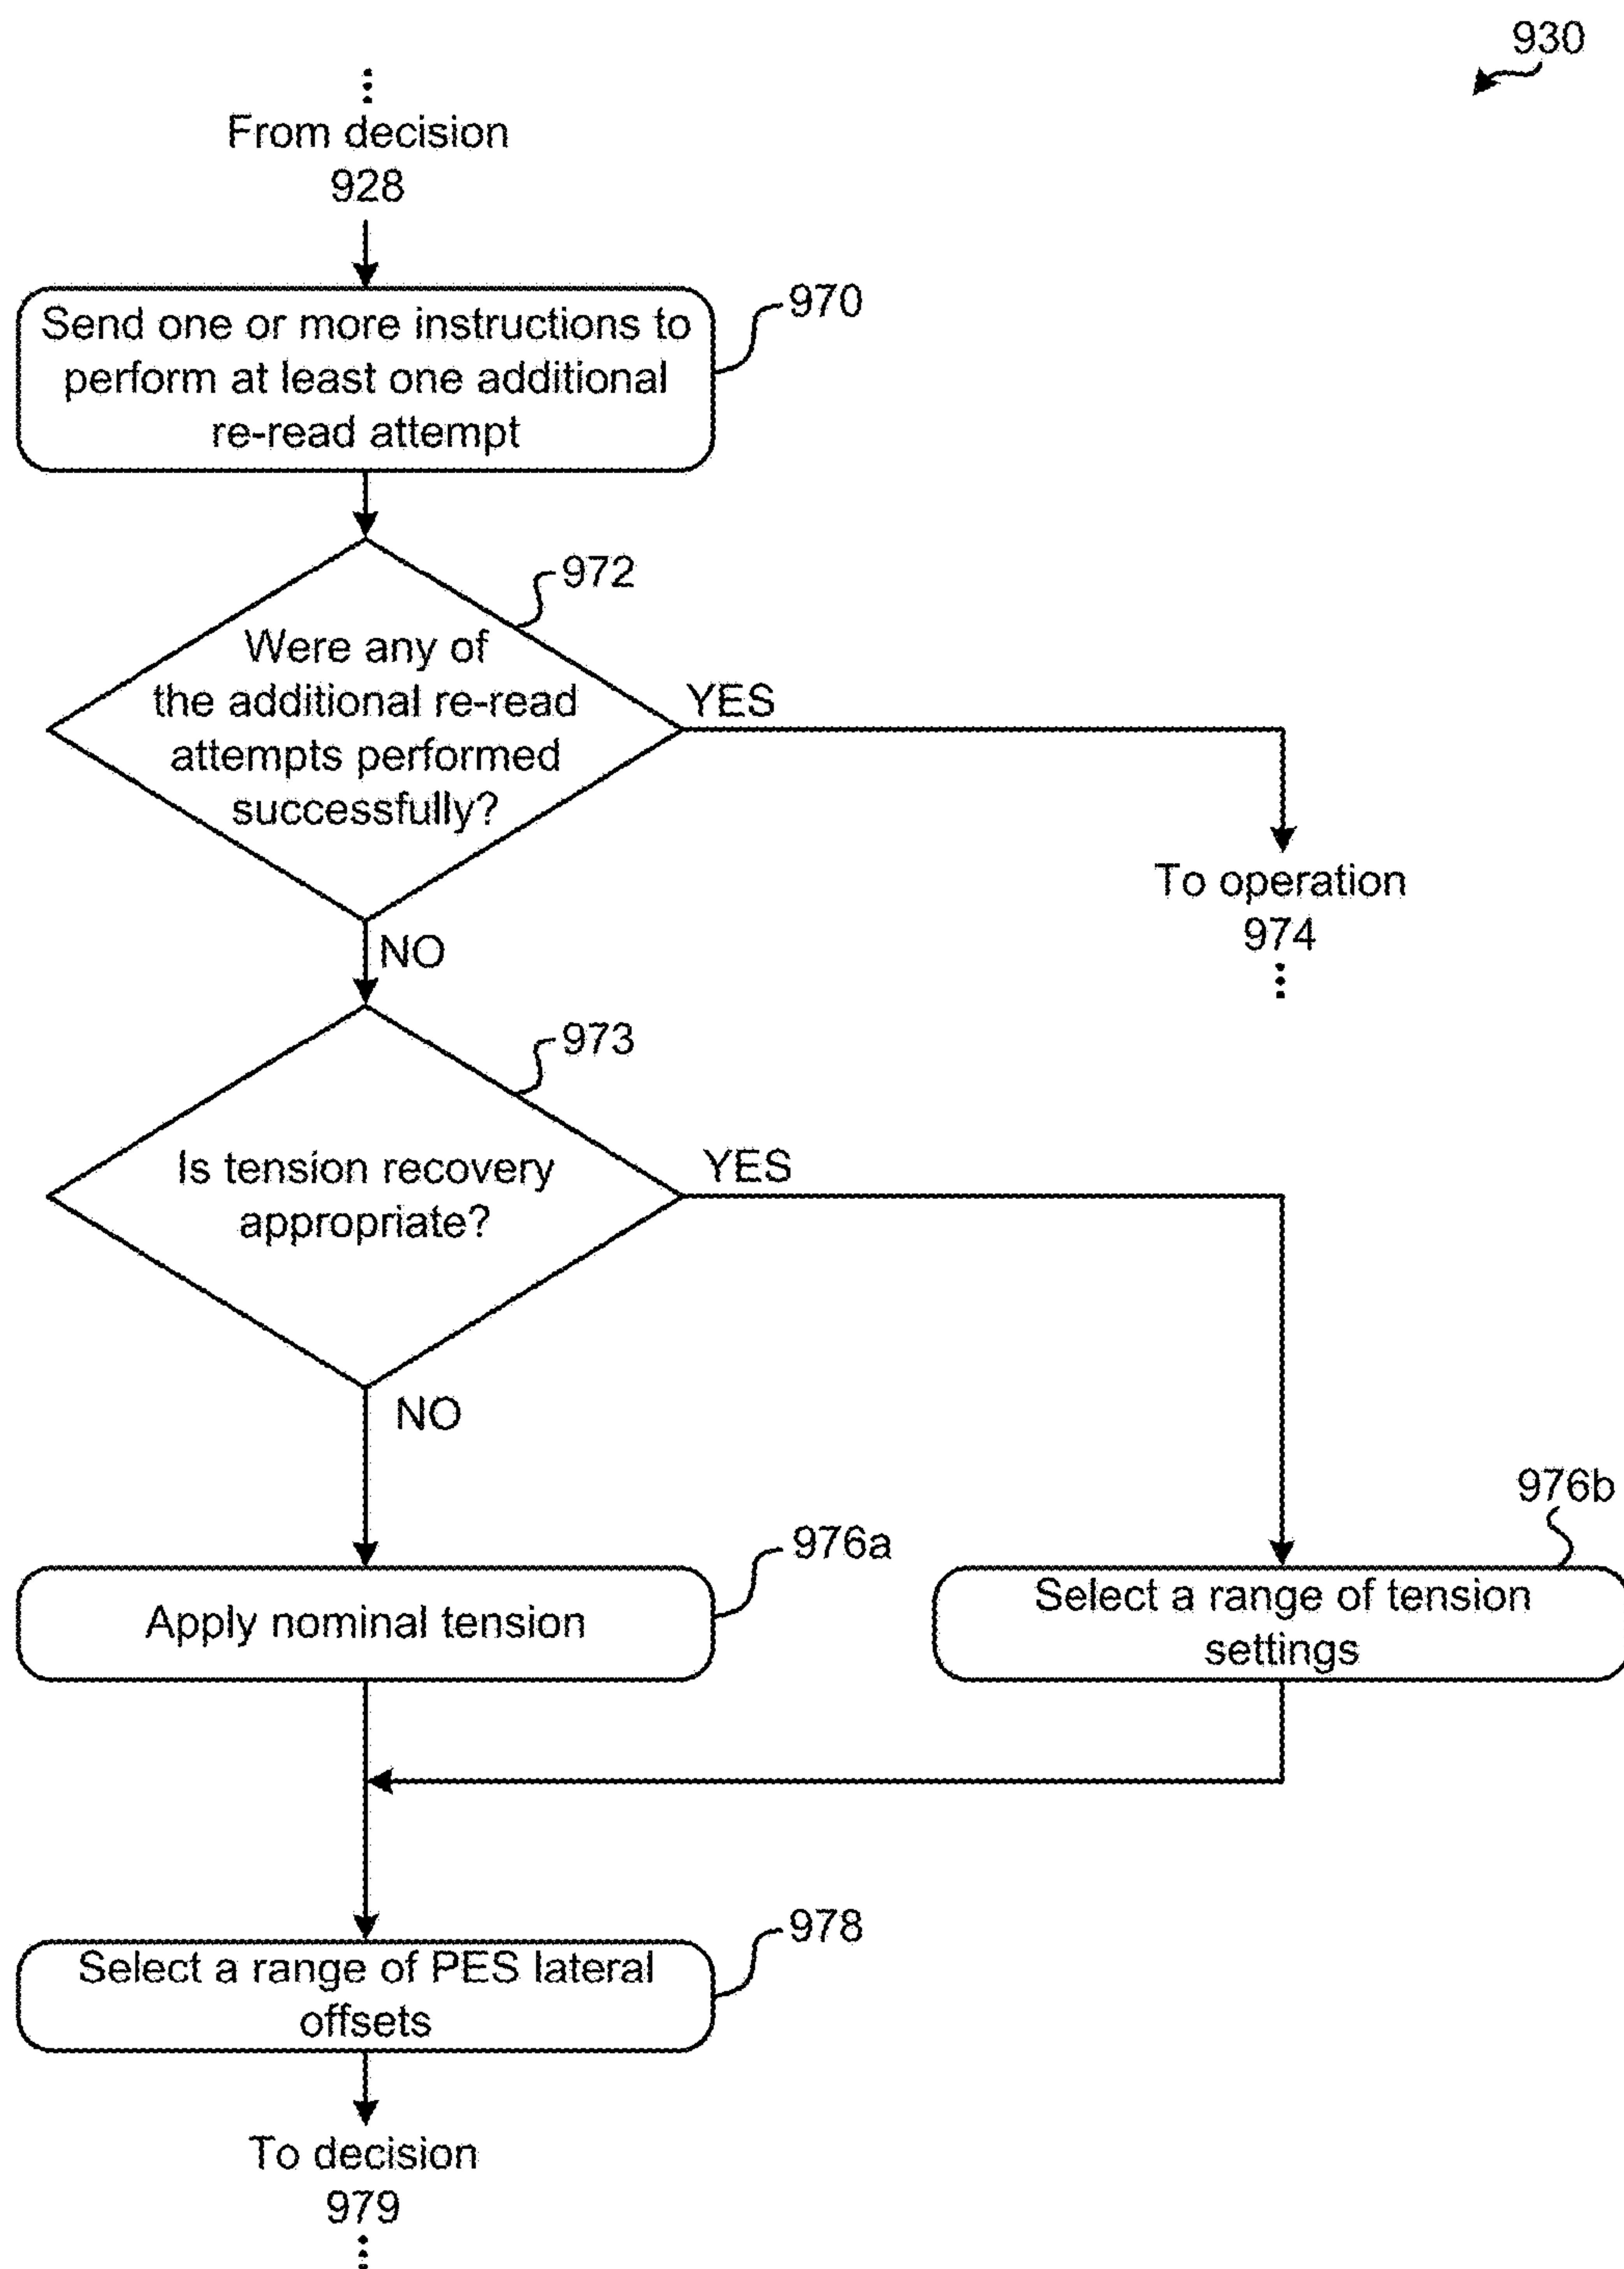 930
From decision
928
Send one or more instructions to
perform at least one additional
re-read attempt
970
972
Were any of
the additional re-read
attempts performed
successfully?
YES
To operation
974
NO
973
Is tension recovery
appropriate?
YES
NO
976a
Apply nominal tension
976b
Select a range of tension
settings
978
Select a range of PES lateral
offsets
To decision
979